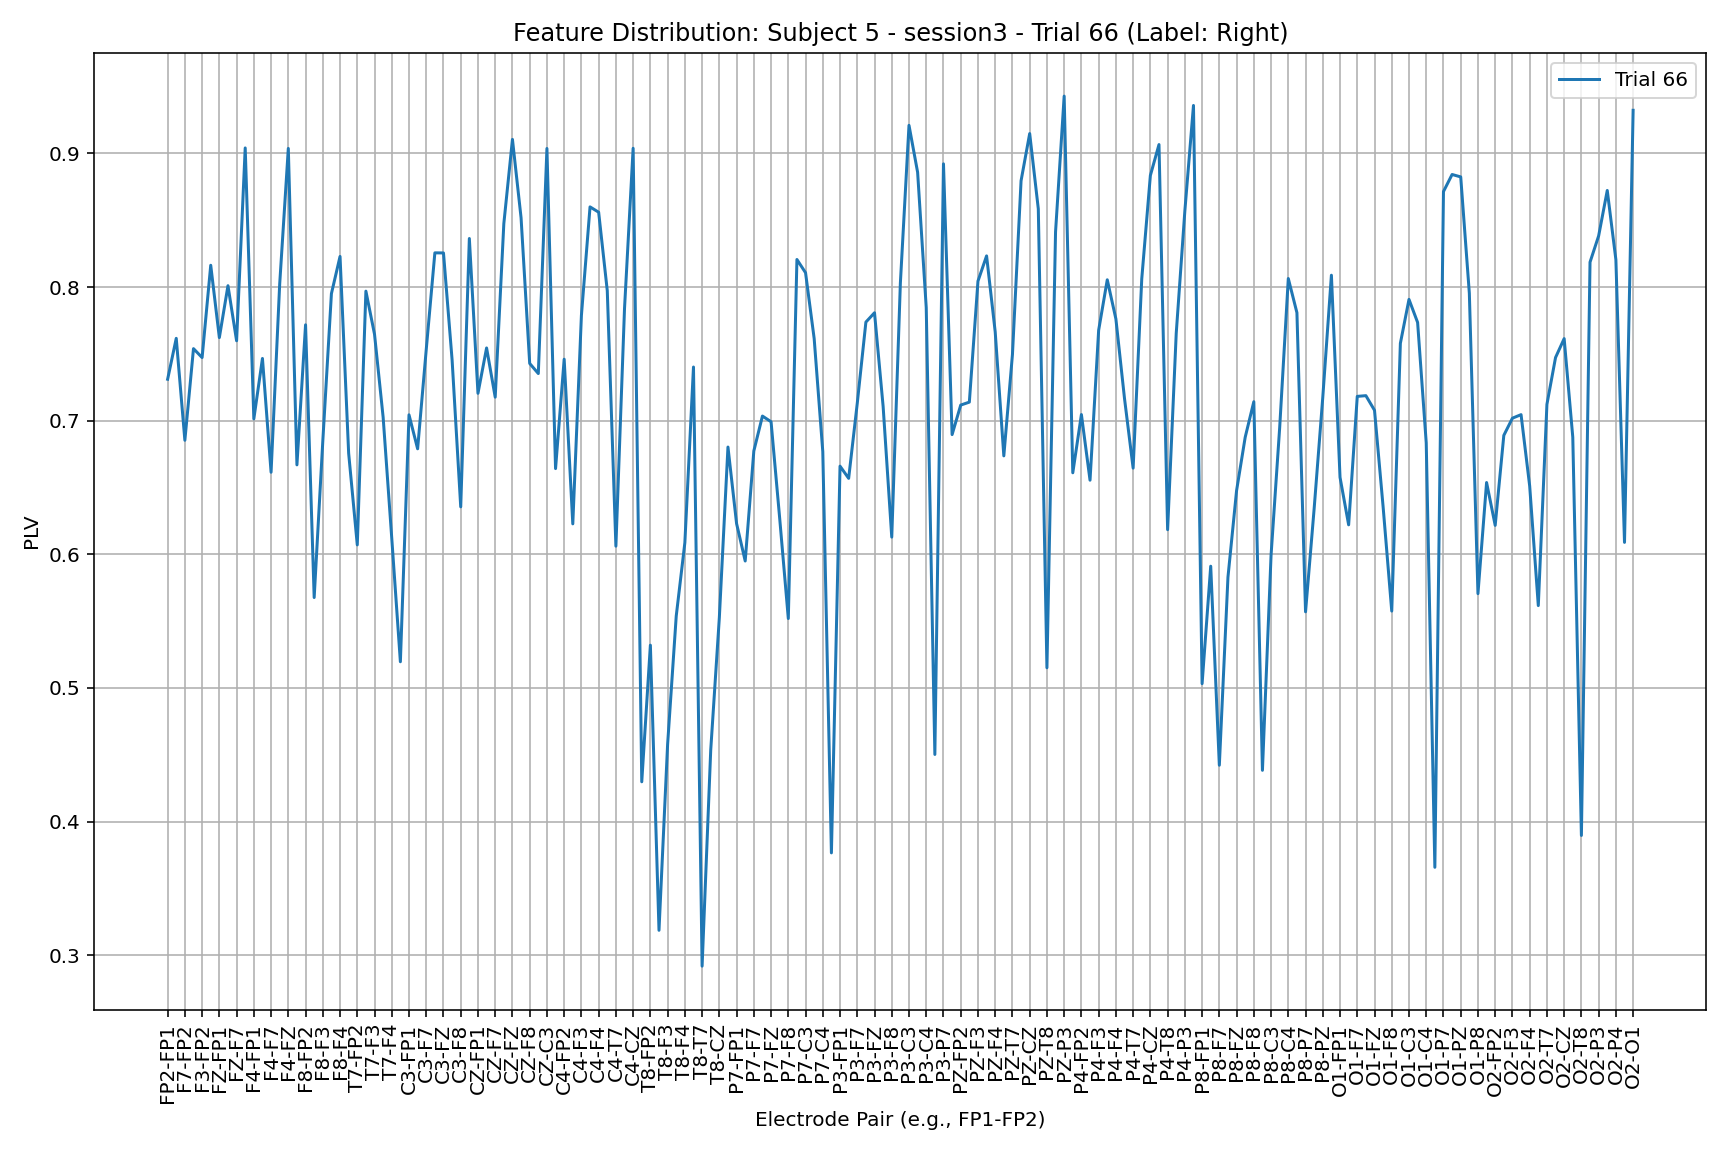 Feature Distribution: Subject 5 - session3 - Trial 66 (Label: Right)
Trial 66
0.9
0.8
0.7
0.6
0.5
0.4
0.3
PLV
FP2-FP1
F7-FP2
F3-FP2
FZ-FP1
FZ-F7
F4-FP1
F4-F7
F4-FZ
F8-FP2
F8-F3
F8-F4
T7-FP2
T7-F3
T7-F4
C3-FP1
C3-F7
C3-FZ
C3-F8
CZ-FP1
CZ-F7
CZ-FZ
CZ-F8
CZ-C3
C4-FP2
C4-F3
C4-F4
C4-T7
C4-CZ
T8-FP2
T8-F3
T8-F4
T8-T7
T8-CZ
P7-FP1
P7-F7
P7-FZ
P7-F8
P7-C3
P7-C4
P3-FP1
P3-F7
P3-FZ
P3-F8
P3-C3
P3-C4
P3-P7
PZ-FP2
PZ-F3
PZ-F4
PZ-T7
PZ-CZ
PZ-T8
PZ-P3
P4-FP2
P4-F3
P4-F4
P4-T7
P4-CZ
P4-T8
P4-P3
P8-FP1
P8-F7
P8-FZ
P8-F8
P8-C3
P8-C4
P8-P7
P8-PZ
O1-FP1
O1-F7
O1-FZ
O1-F8
O1-C3
O1-C4
O1-P7
O1-PZ
O1-P8
O2-FP2
O2-F3
O2-F4
O2-T7
O2-CZ
O2-T8
O2-P3
O2-P4
O2-O1
Electrode Pair (e.g., FP1-FP2)